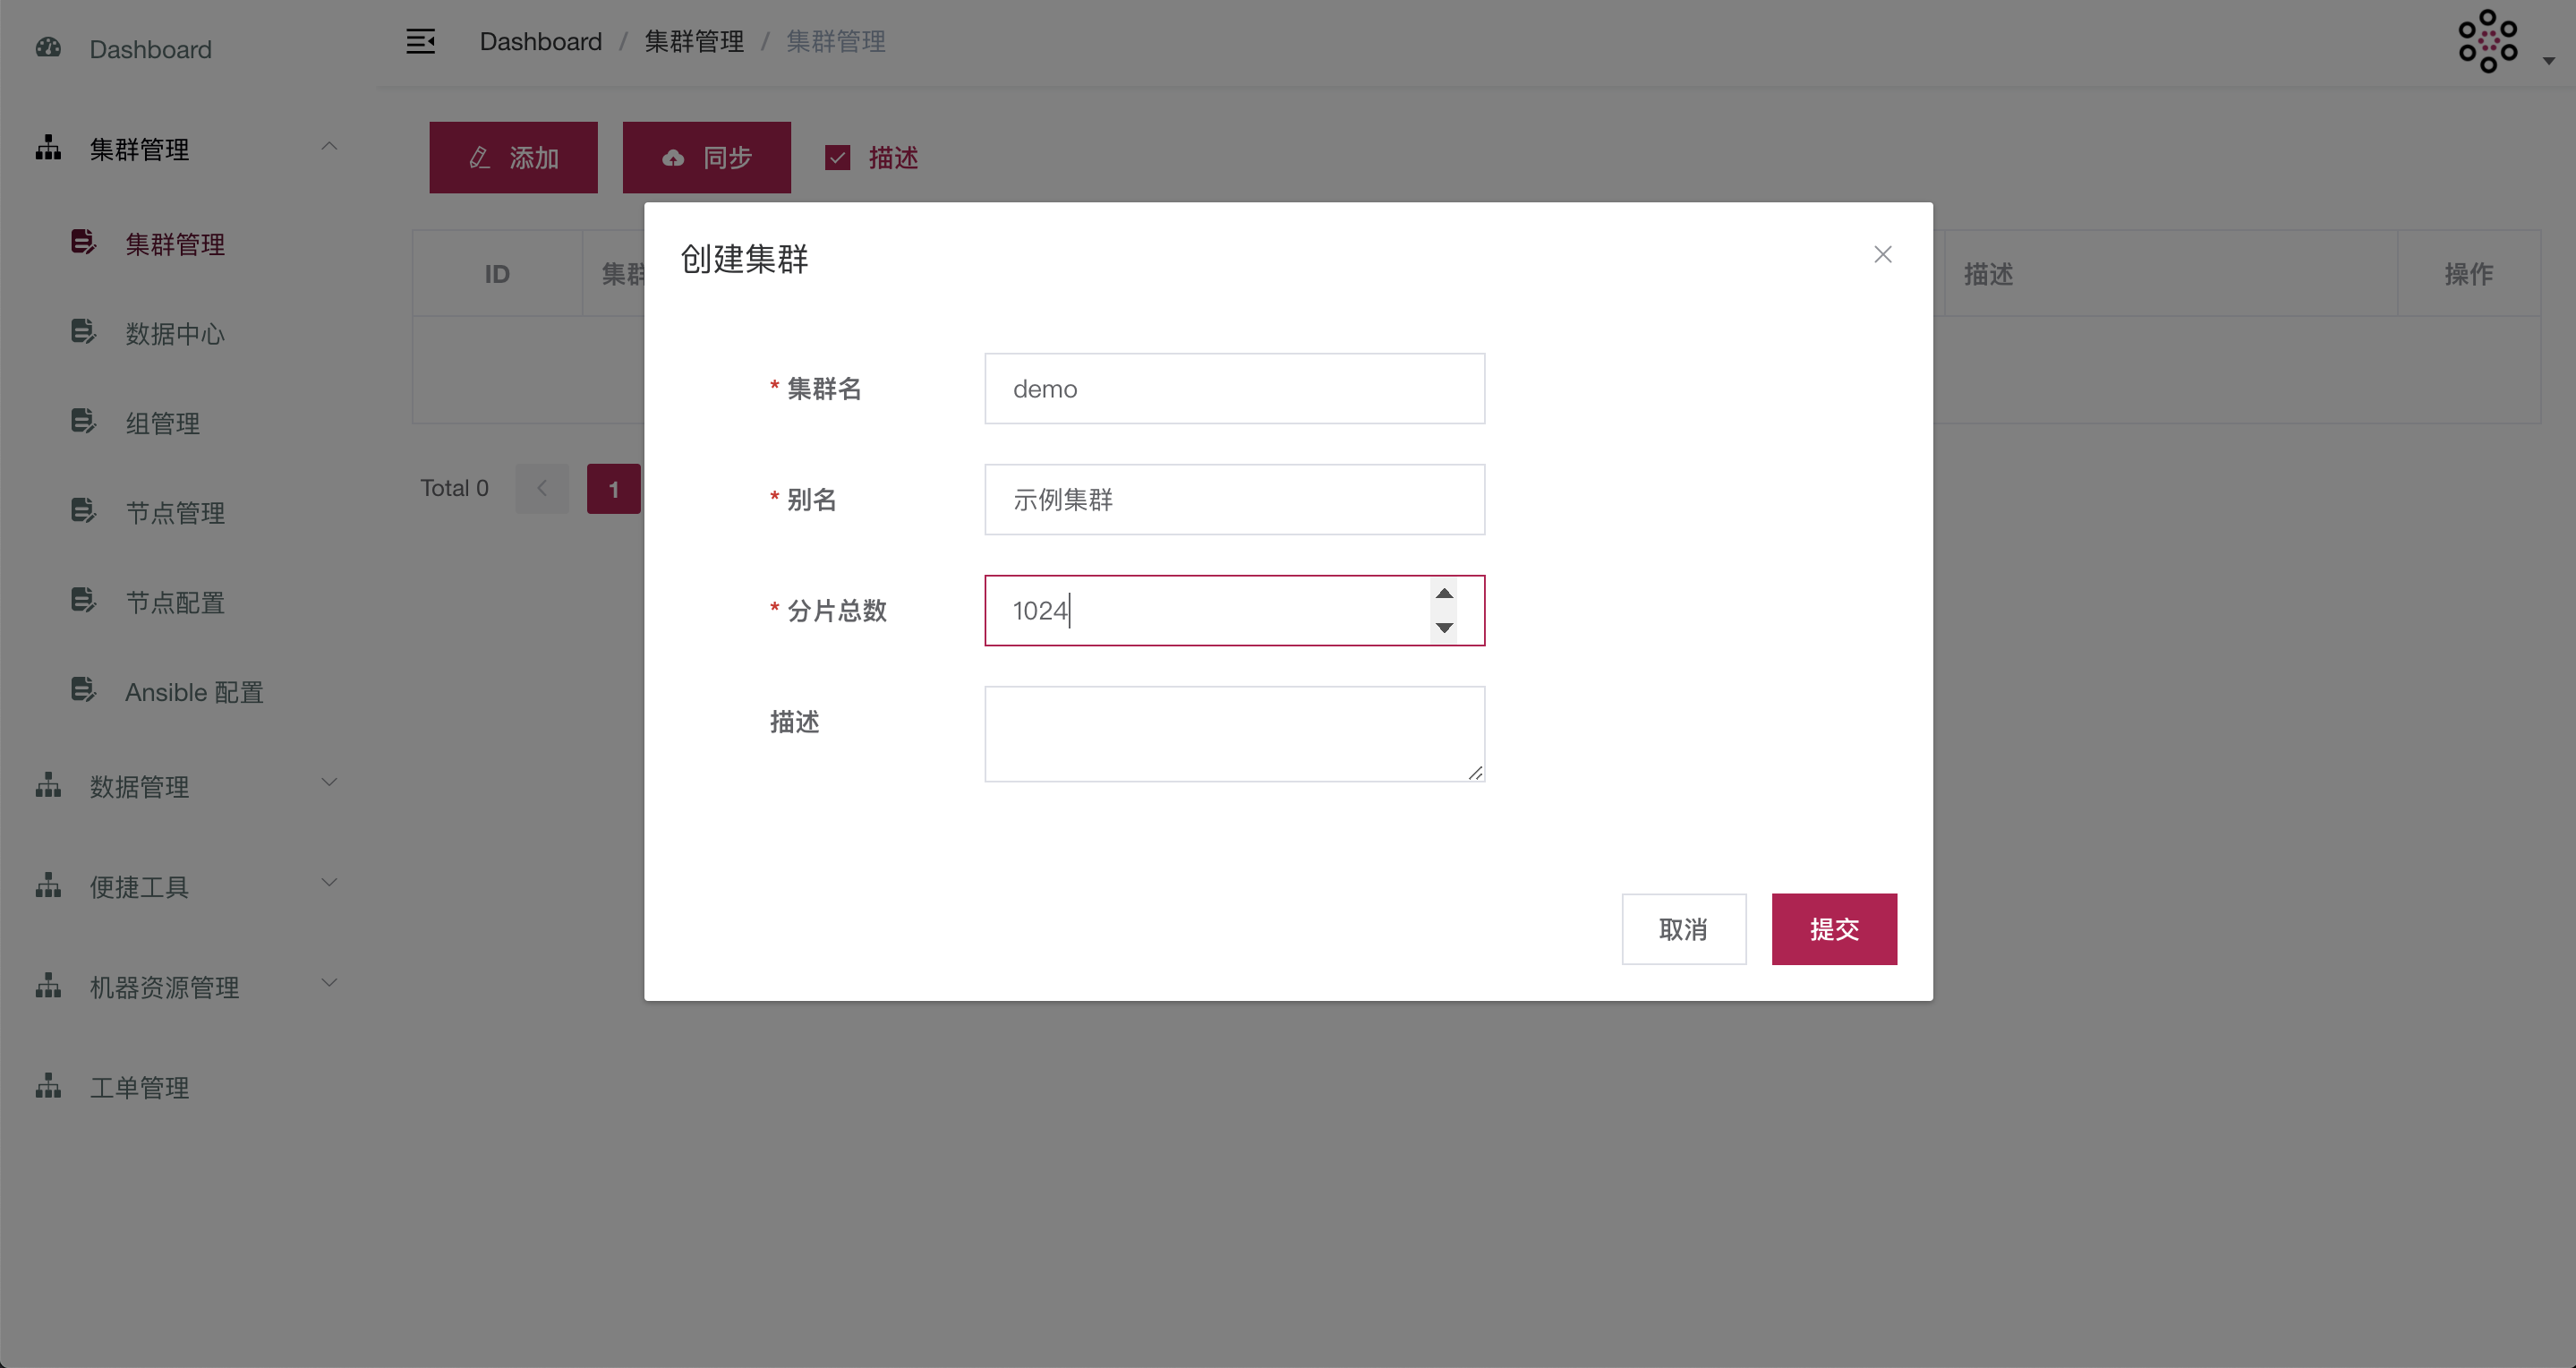 Dashboard
集群管理
集群管理
数据中心
组管理
节点管理
节点配置
Ansible 配置
数据管理
便捷工具
机器资源管理
工单管理
Dashboard / 集群管理 / 集群管理
添加 同步 描述
ID 集群 描述 操作
Total 0 1
创建集群
* 集群名 demo
* 别名 示例集群
* 分片总数 1024
描述
取消 提交